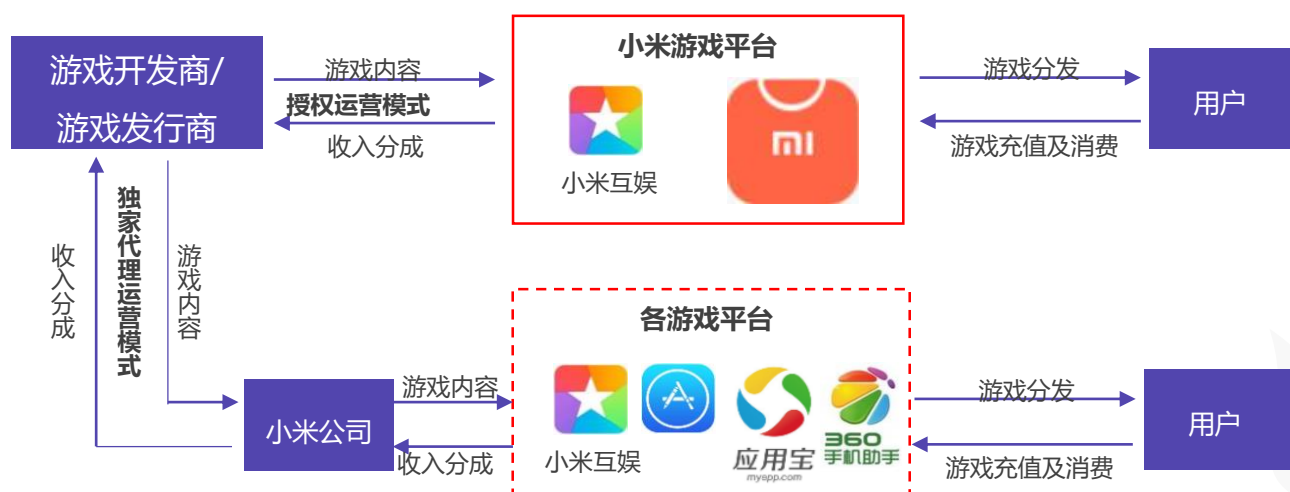 小米游戏平台
游戏开发商/
游戏发行商
游戏内容
授权运营模式
收入分成
小米互娱
mi
游戏分发
游戏充值及消费
用户
收入分成
独家代理运营模式
游戏内容
小米公司
游戏内容
收入分成
各游戏平台
小米互娱
应用宝
myapp.com
360
手机助手
游戏分发
游戏充值及消费
用户